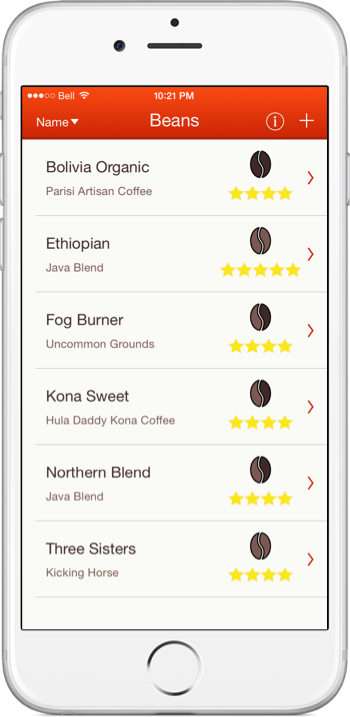 Bell 10:21 PM
Name Beans
Bolivia Organic
Parisi Artisan Coffee
Ethiopian
Java Blend
Fog Burner
Uncommon Grounds
Kona Sweet
Hula Daddy Kona Coffee
Northern Blend
Java Blend
Three Sisters
Kicking Horse